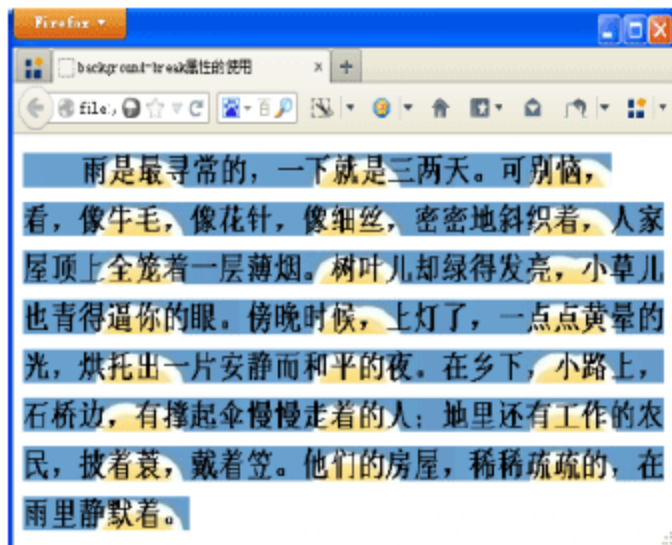 Firefox
background-break属性的使用
file:
百
雨是最寻常的，一下就是三两天。可别恼，
看，像牛毛，像花针，像细丝，密密地斜织着，人家
屋顶上全笼着一层薄烟。树叶儿却绿得发亮，小草儿
也青得逼你的眼。傍晚时候，上灯了，一点点黄晕的
光，烘托出一片安静而和平的夜。在乡下，小路上，
石桥边，有撑起伞慢慢走着的人；地里还有工作的农
民，披着蓑，戴着笠。他们的房屋，稀稀疏疏的，在
雨里静默着。